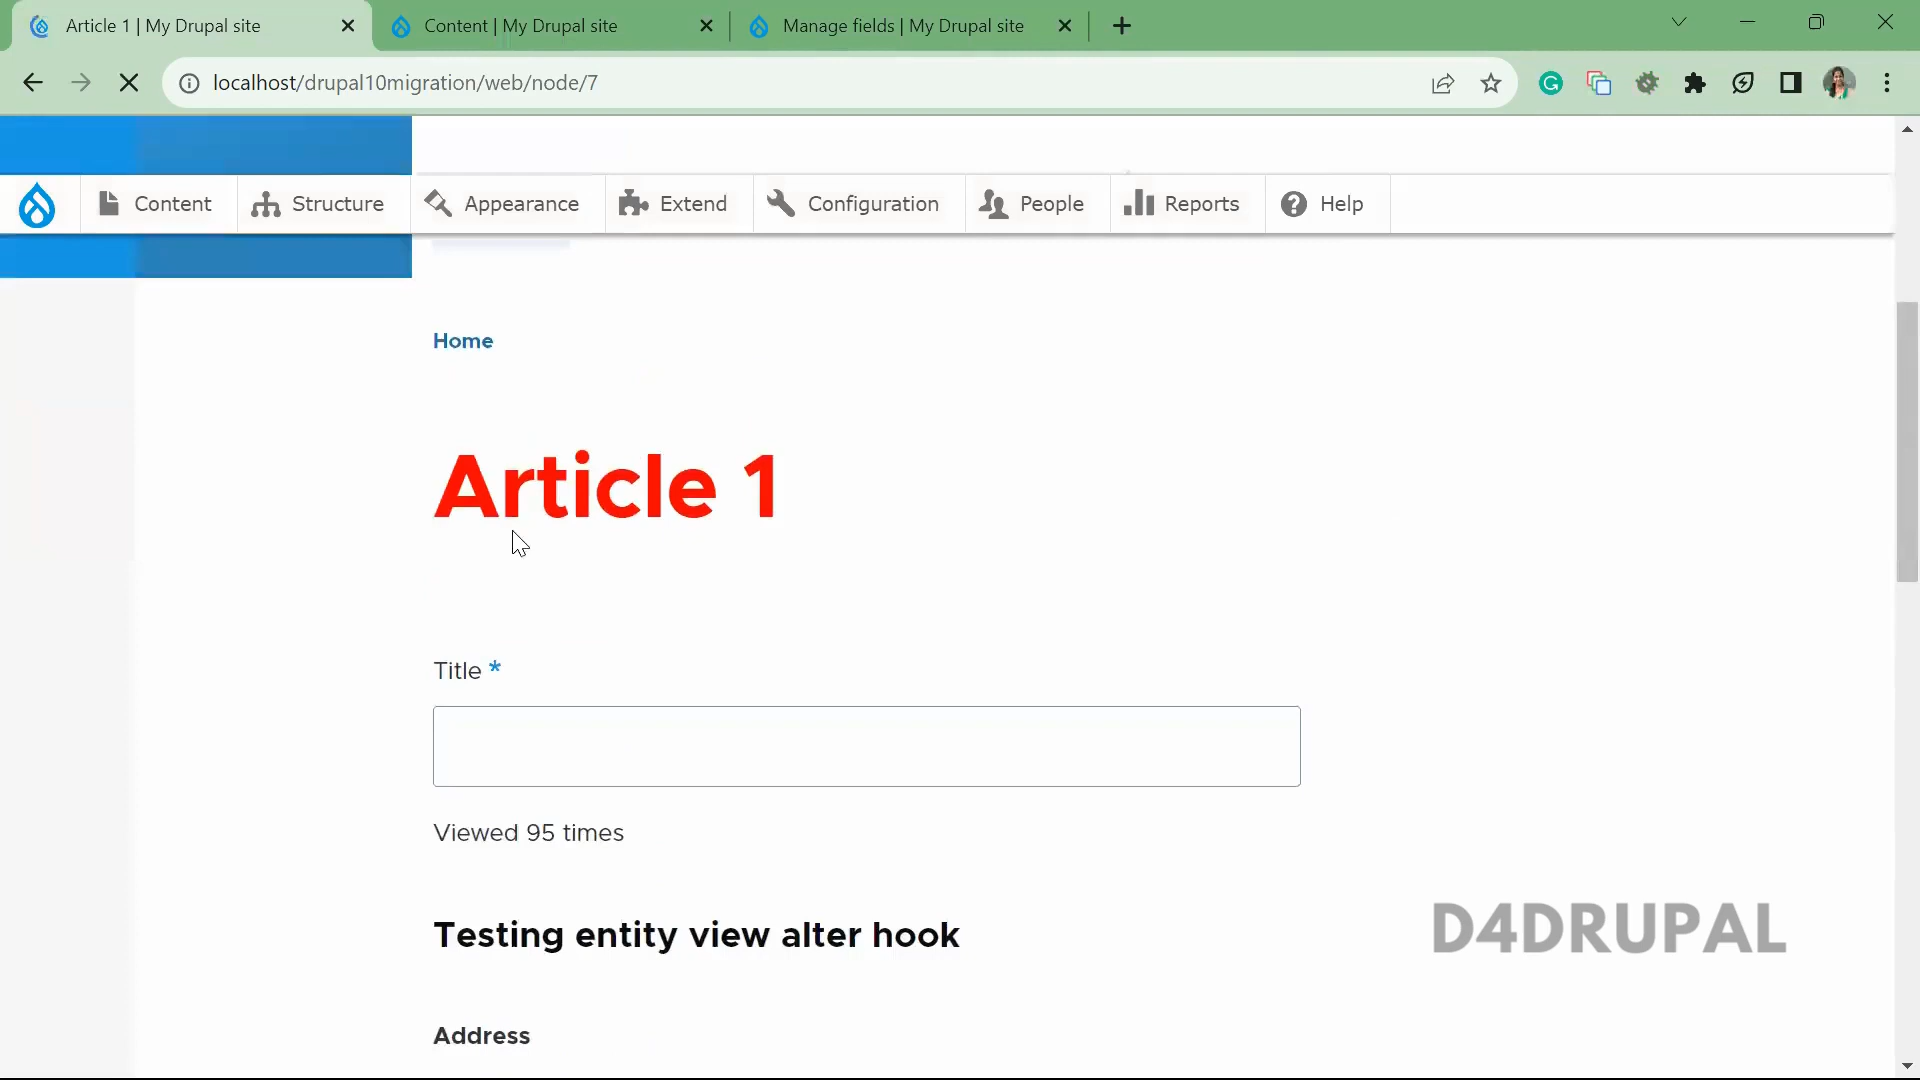 Article 1 | My Drupal site
Content | My Drupal site
Manage fields | My Drupal site
localhost/drupal10migration/web/node/7
Content
Structure
Appearance
Extend
Configuration
People
Reports
Help
Home
Article 1
Title *
Viewed 95 times
Testing entity view alter hook
D4DRUPAL
Address